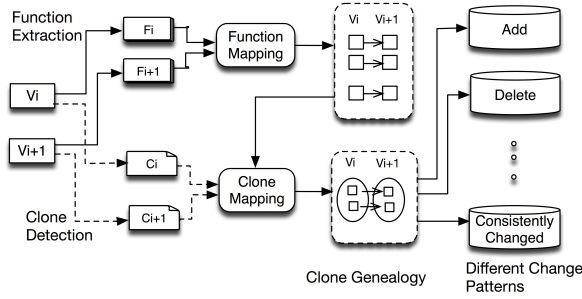 Function
Extraction
Fi
Fi+1
Function
Mapping
Vi Vi+1
Add
Vi
Delete
Vi+1
Ci
Ci+1
Clone
Mapping
Vi Vi+1
Clone
Detection
Consistently
Changed
Clone Genealogy
Different Change
Patterns